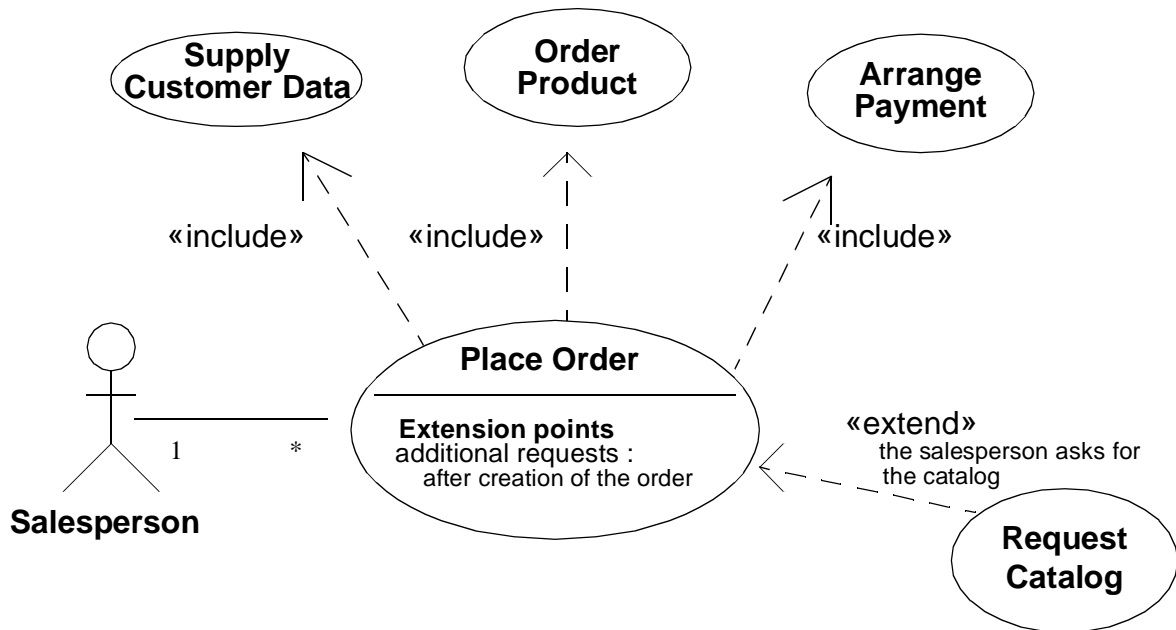 Supply
Customer Data
Order
Product
Arrange
Payment
«include»
«include»
«include»
Place Order
Extension points
additional requests :
after creation of the order
1
*
Salesperson
«extend»
the salesperson asks for
the catalog
Request
Catalog